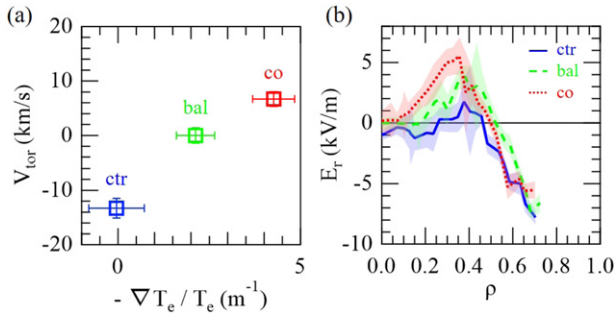 (a)
20
10
0
-10
-20
V_tor (km/s)
co
bal
ctr
0
5
- ∇T_e / T_e (m⁻¹)
(b)
10
5
0
-5
-10
E_r (kV/m)
ctr
bal
co
0.0 0.2 0.4 0.6 0.8 1.0
ρ